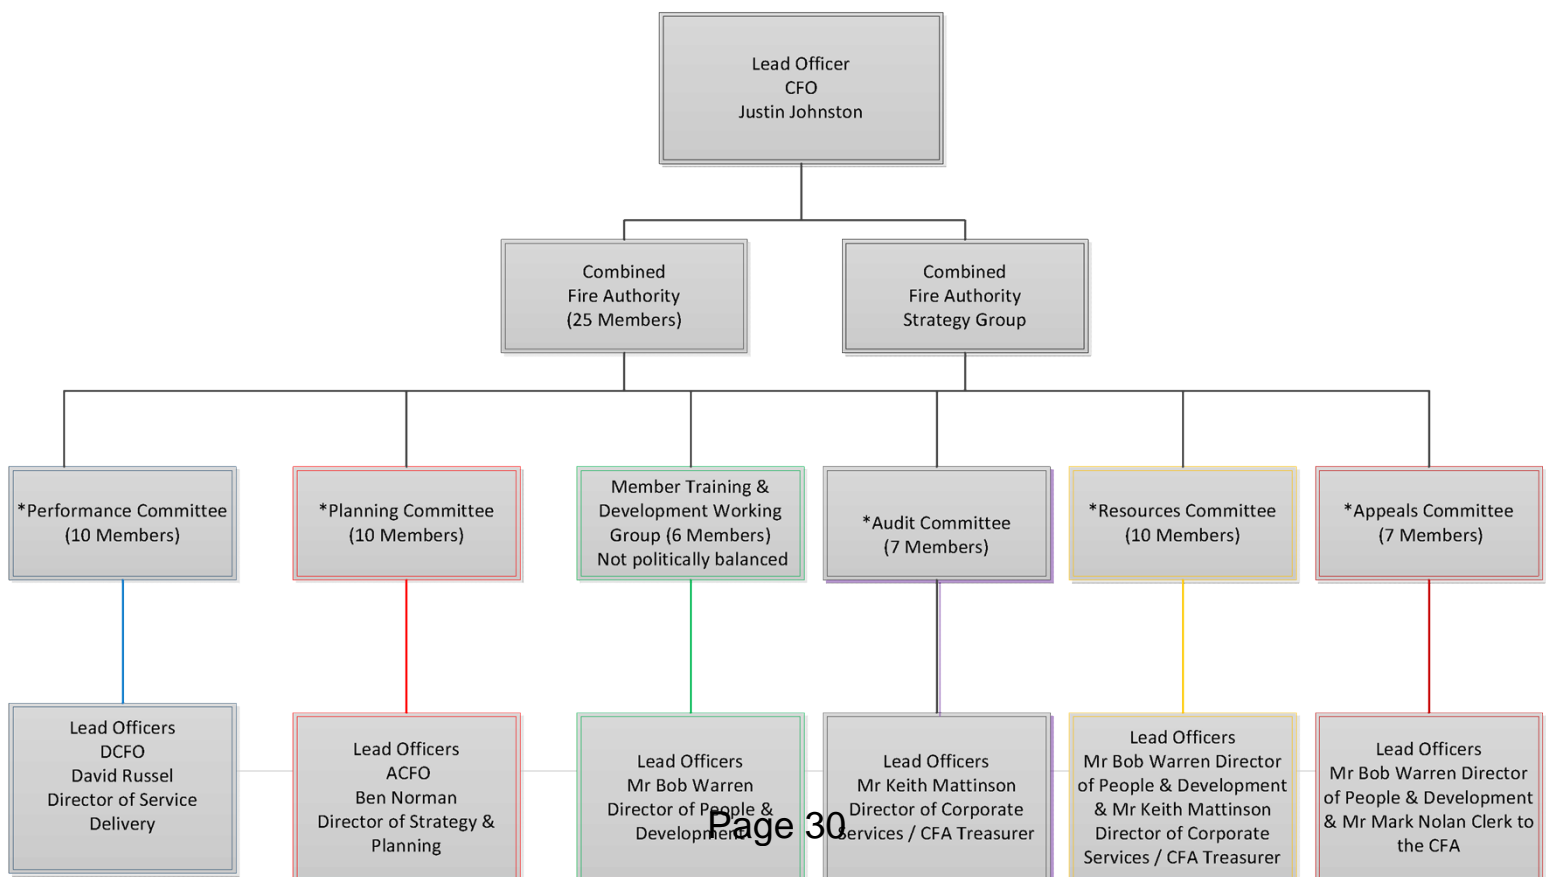 Lead Officer
CFO
Justin Johnston
Combined
Fire Authority
(25 Members)
Combined
Fire Authority
Strategy Group
*Performance Committee
(10 Members)
*Planning Committee
(10 Members)
Member Training &
Development Working
Group (6 Members)
Not politically balanced
*Audit Committee
(7 Members)
*Resources Committee
(10 Members)
*Appeals Committee
(7 Members)
Lead Officers
DCFO
David Russel
Director of Service
Delivery
Lead Officers
ACFO
Ben Norman
Director of Strategy &
Planning
Lead Officers
Mr Bob Warren
Director of People &
Development
Lead Officers
Mr Keith Mattinson
Director of Corporate
Services / CFA Treasurer
Lead Officers
Mr Bob Warren Director
of People & Development
& Mr Keith Mattinson
Director of Corporate
Services / CFA Treasurer
Lead Officers
Mr Bob Warren Director
of People & Development
& Mr Mark Nolan Clerk to
the CFA
Page 30